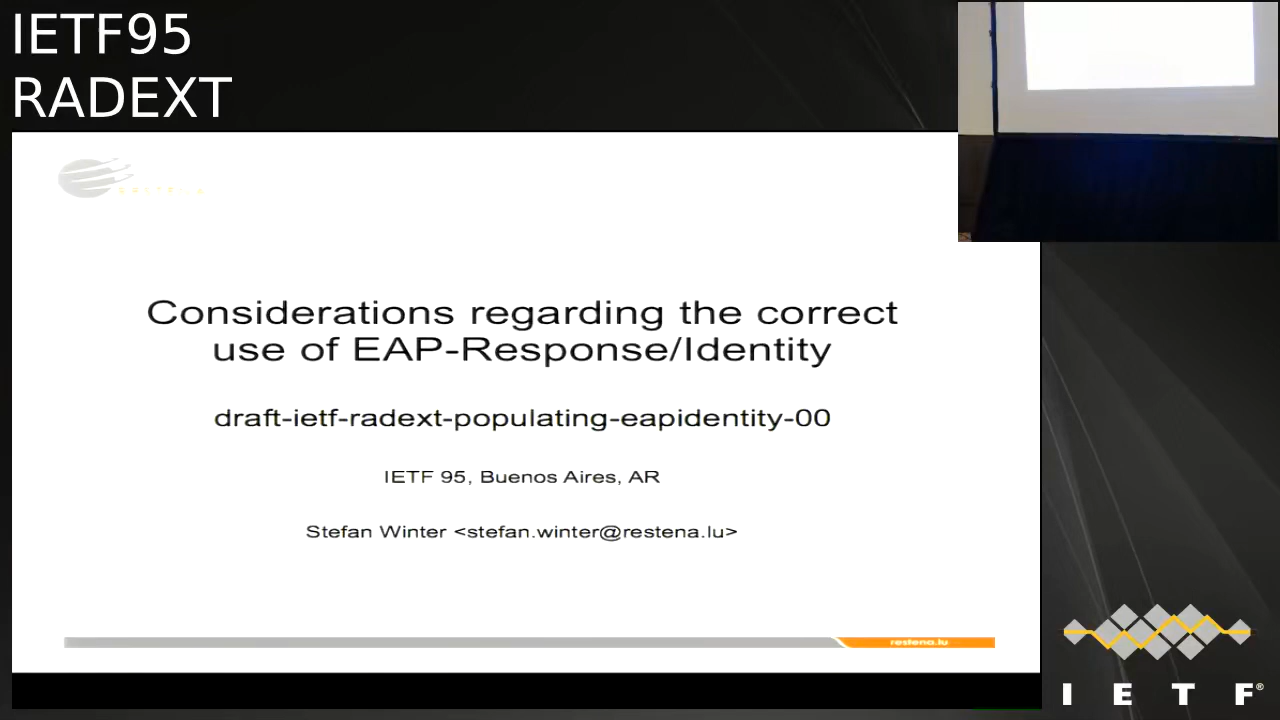 IETF95
RADEXT
RESTENA
Considerations regarding the correct
use of EAP-Response/Identity
draft-ietf-radext-populating-eapidentity-00
IETF 95, Buenos Aires, AR
Stefan Winter <stefan.winter@restena.lu>
restena.lu
I E T F®